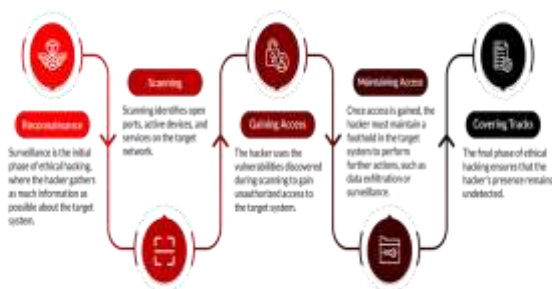 Reconnaissance
Surveillance is the initial
phase of ethical hacking,
where the hacker gathers
as much information as
possible about the target
system.
Scanning
Scanning identifies open
ports, active devices, and
services on the target
network.
Gaining Access
The hacker uses the
vulnerabilities discovered
during scanning to gain
unauthorized access to
the target system.
Maintaining Access
Once access is gained, the
hacker must maintain a
foothold in the target
system to perform
further actions, such as
data exfiltration or
surveillance.
Covering Tracks
The final phase of ethical
hacking ensures that the
hacker's presence remains
undetected.